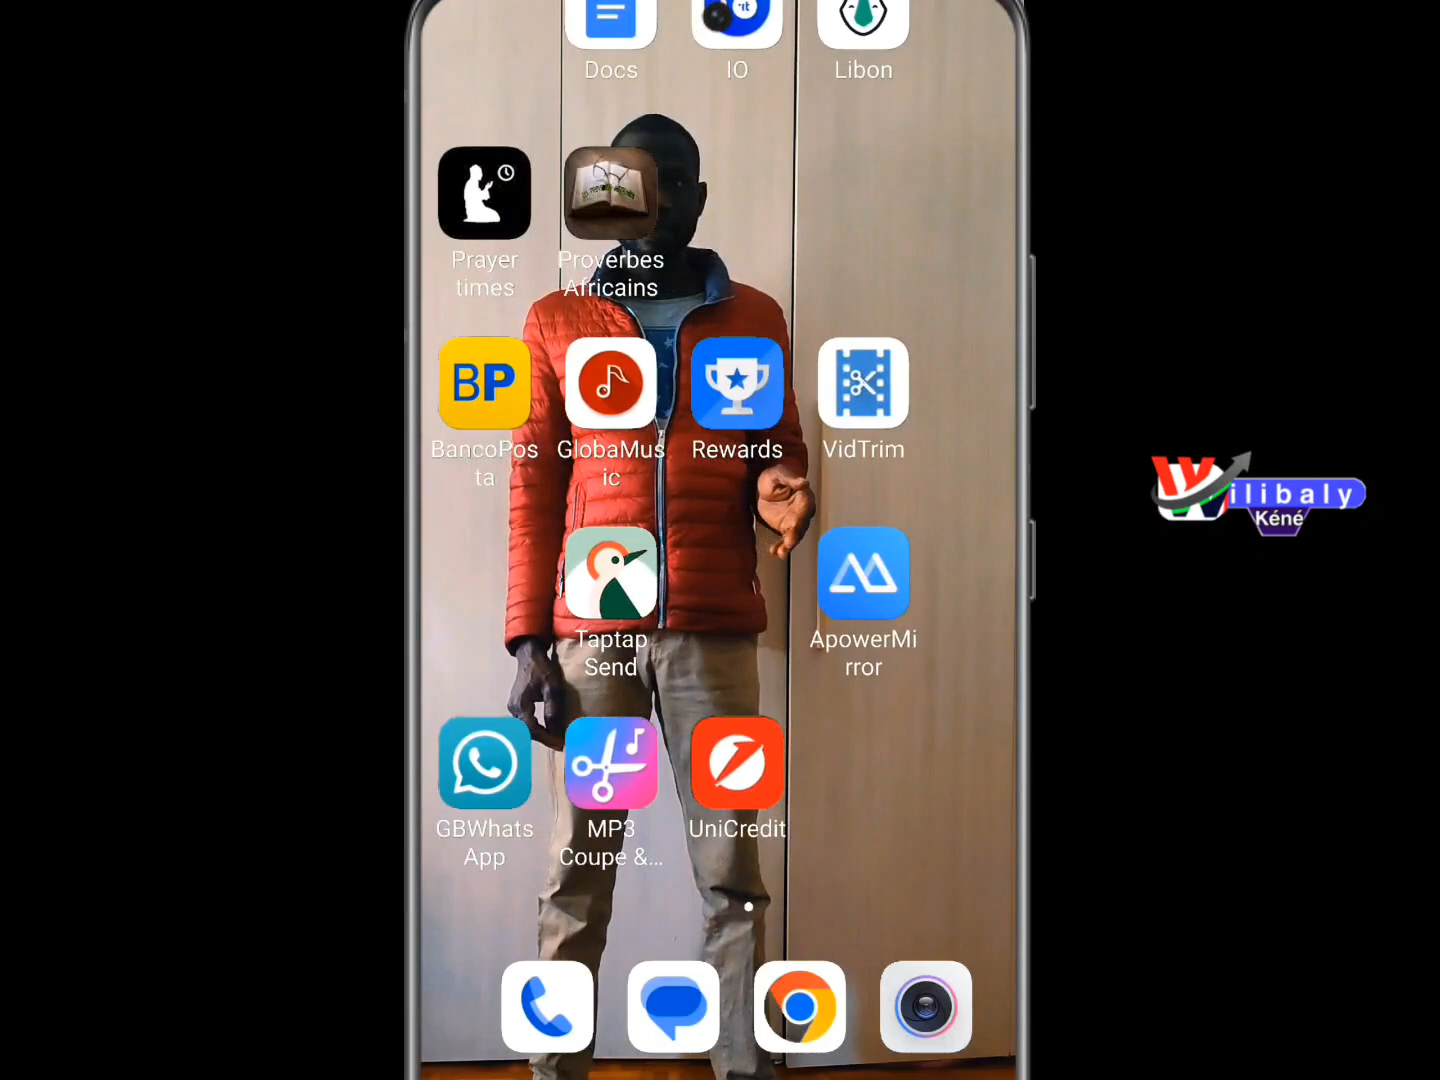 Docs
IO
Libon
Prayer
times
Proverbes
Africains
BP
BancoPos
ta
GlobaMus
ic
Rewards
VidTrim
Taptap
Send
ApowerMi
rror
GBWhats
App
MP3
Coupe &...
UniCredit
Wilibaly
Kéné